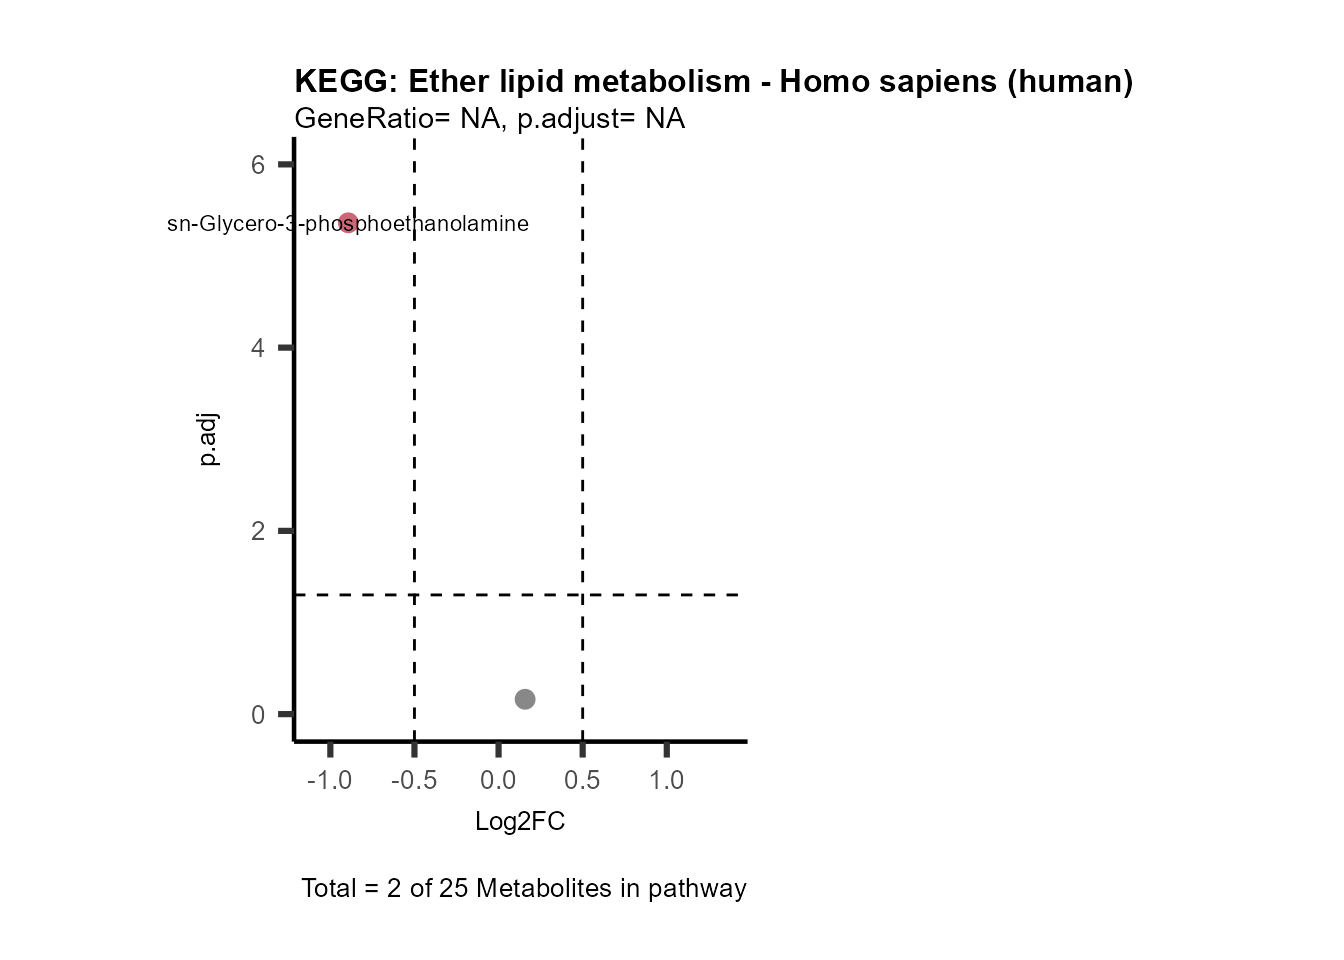 KEGG: Ether lipid metabolism - Homo sapiens (human)
GeneRatio= NA, p.adjust= NA
6
sn-Glycero-3-phosphoethanolamine
4
p.adj
2
0
-1.0 -0.5 0.0 0.5 1.0
Log2FC
Total = 2 of 25 Metabolites in pathway